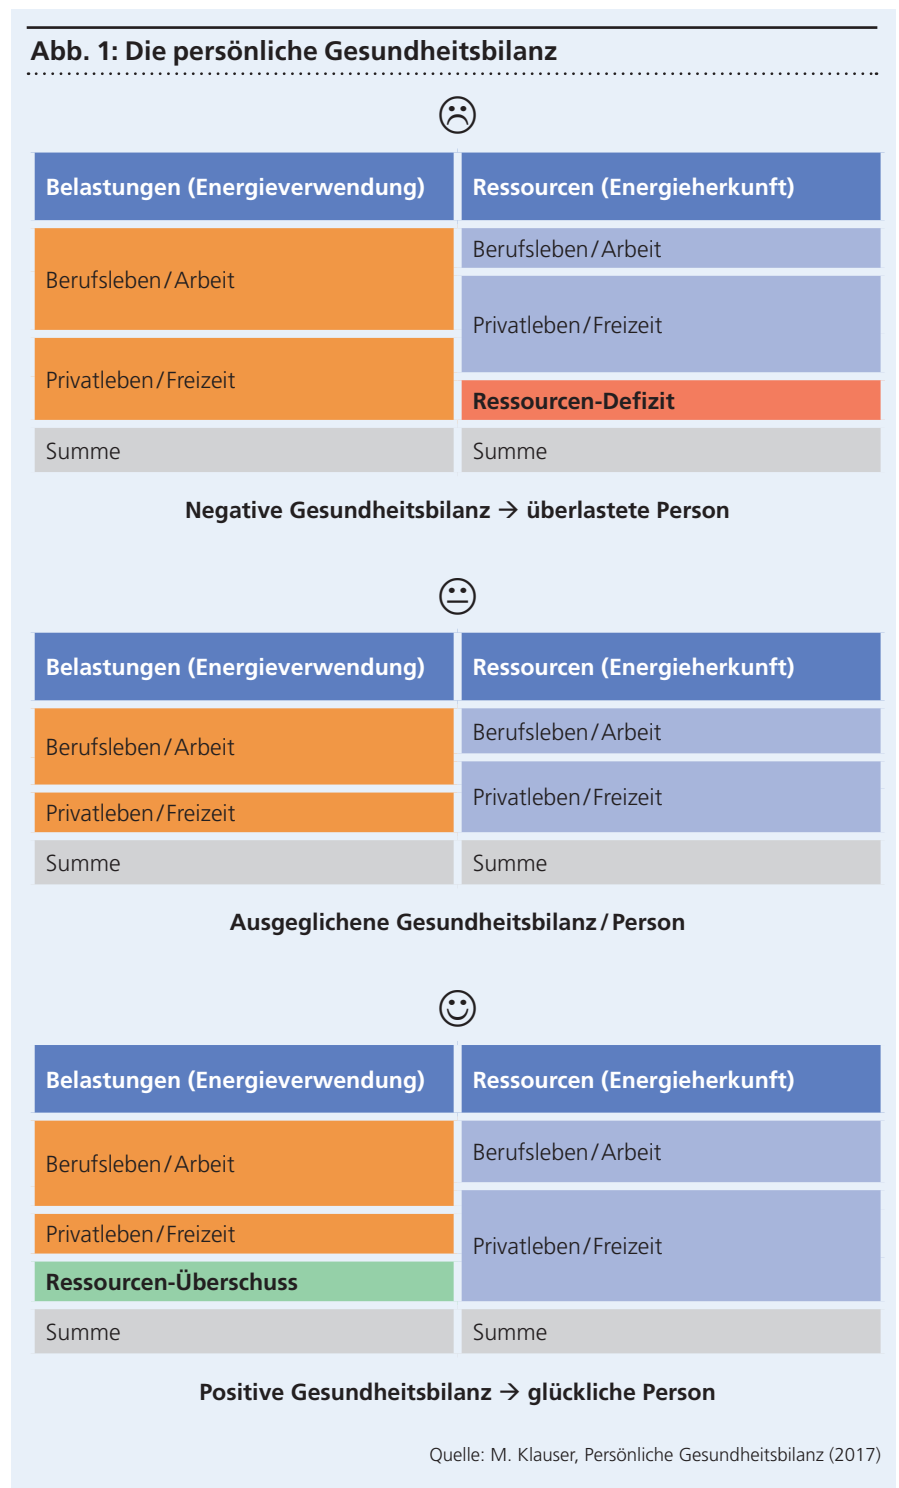 Abb. 1: Die persönliche Gesundheitsbilanz
Belastungen (Energieverwendung)
Ressourcen (Energieherkunft)
Berufsleben/Arbeit
Privatleben/Freizeit
Summe
Berufsleben/Arbeit
Privatleben/Freizeit
Ressourcen-Defizit
Summe
Negative Gesundheitsbilanz → überlastete Person
Belastungen (Energieverwendung)
Ressourcen (Energieherkunft)
Berufsleben/Arbeit
Privatleben/Freizeit
Summe
Berufsleben/Arbeit
Privatleben/Freizeit
Summe
Ausgeglichene Gesundheitsbilanz/Person
Belastungen (Energieverwendung)
Ressourcen (Energieherkunft)
Berufsleben/Arbeit
Privatleben/Freizeit
Ressourcen-Überschuss
Summe
Berufsleben/Arbeit
Privatleben/Freizeit
Summe
Positive Gesundheitsbilanz → glückliche Person
Quelle: M. Klauser, Persönliche Gesundheitsbilanz (2017)